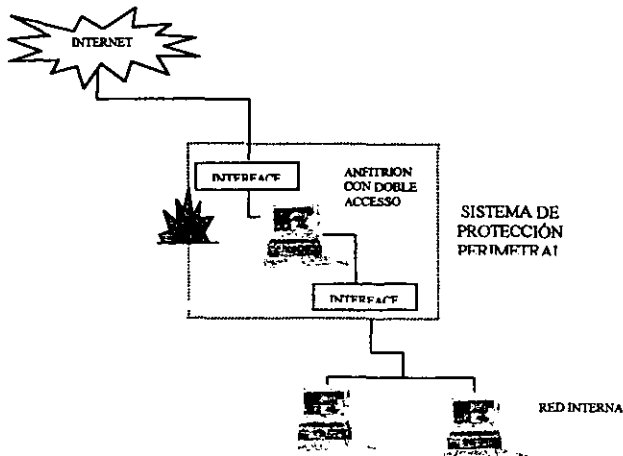 INTERNET
INTERFACE
ANFITRION
CON DOBLE
ACCESSO
SISTEMA DE
PROTECCIÓN
PERIMETRAL
INTERFACE
RED INTERNA